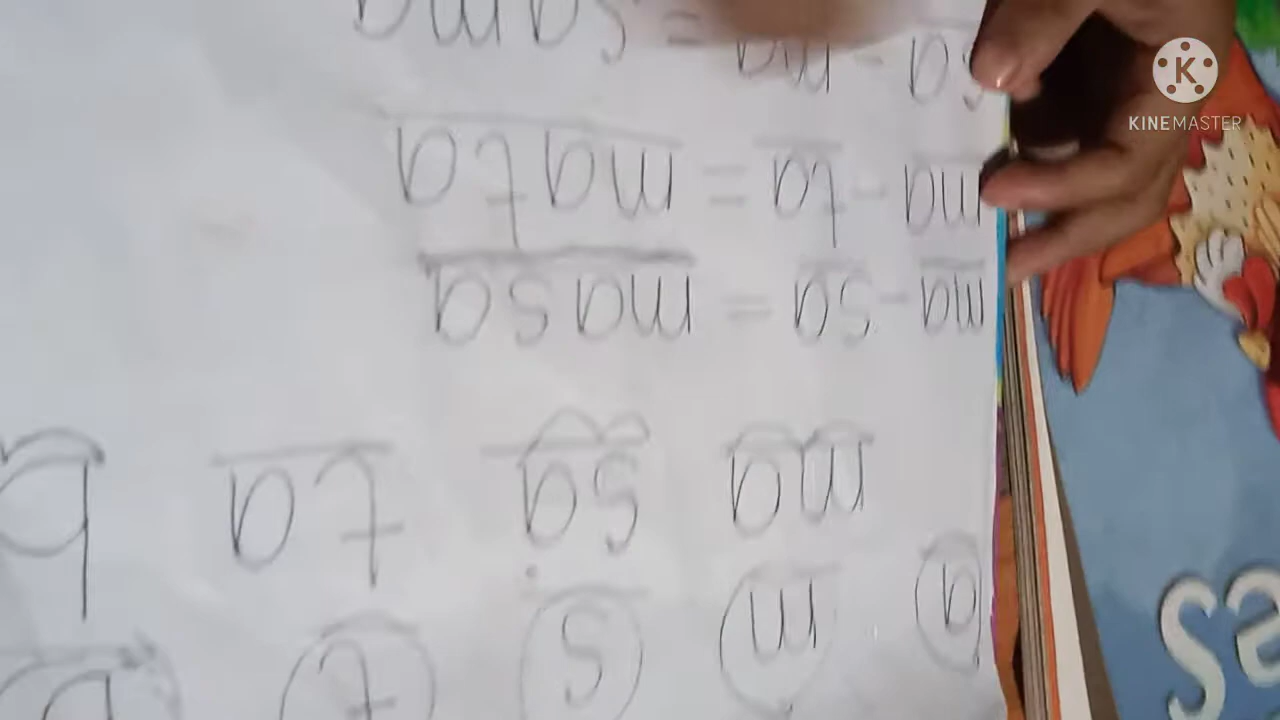 a m s t
ma sa ta b
ma-sa = masa
ma-ta = mata
sa-ma = sama
KINEMASTER